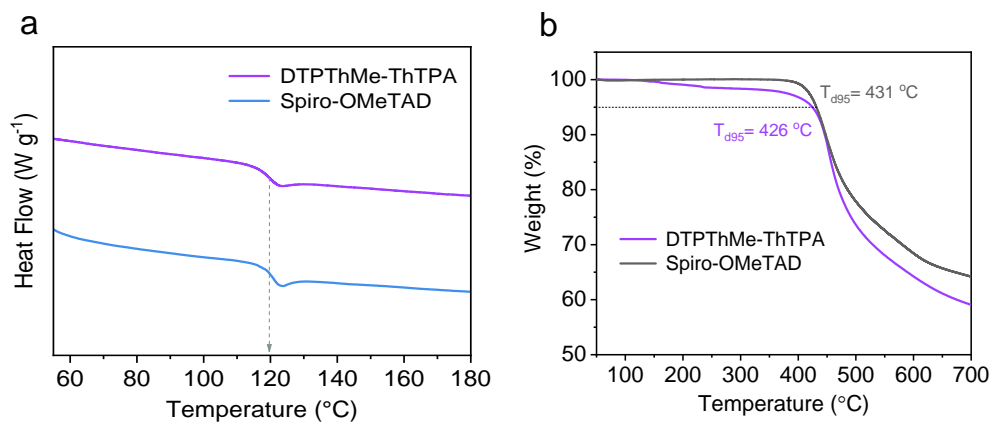 a
DTPThMe-ThTPA
Spiro-OMeTAD
Heat Flow (W g-1)
60 80 100 120 140 160 180
Temperature (°C)
b
100
90
80
70
60
50
Weight (%)
Td95= 431 °C
Td95= 426 °C
DTPThMe-ThTPA
Spiro-OMeTAD
100 200 300 400 500 600 700
Temperature (°C)